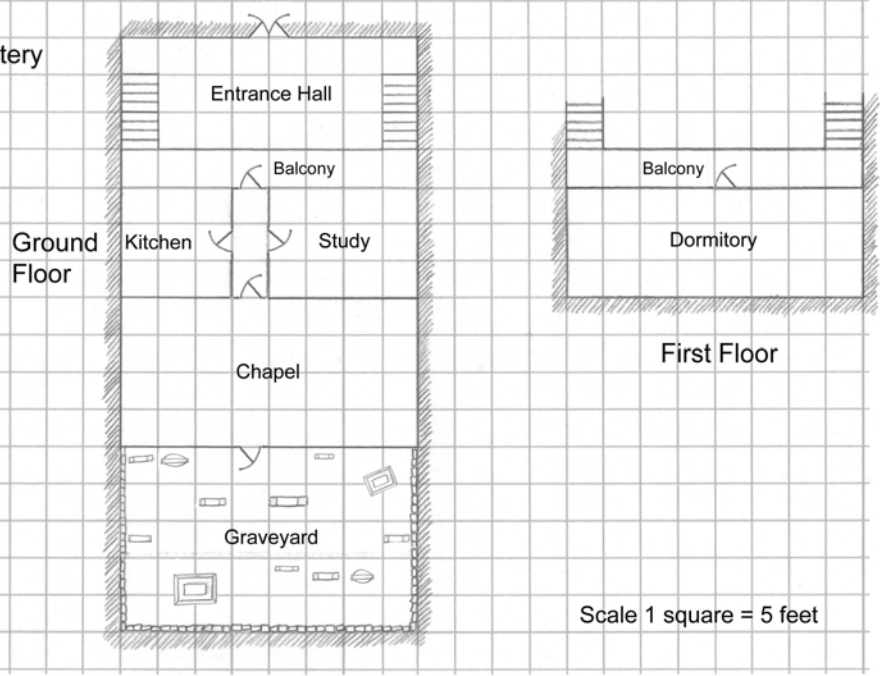 tery
Entrance Hall
Balcony
Balcony
Ground
Floor
Kitchen
Study
Dormitory
First Floor
Chapel
Graveyard
Scale 1 square = 5 feet